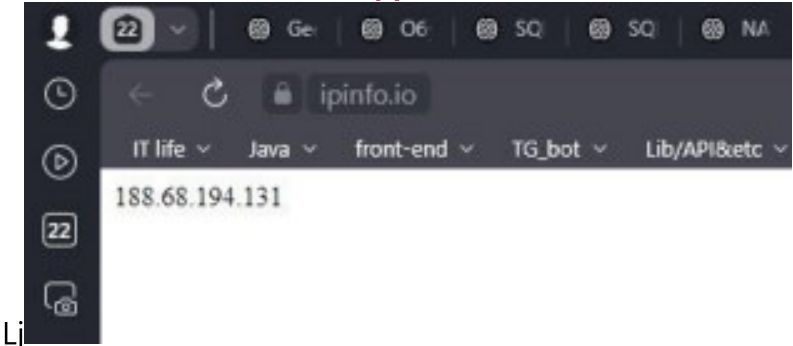 22 Ge O6 SQ SQ NA
ipinfo.io
IT life Java front-end TG_bot Lib/API&etc
188.68.194.131
22
Li